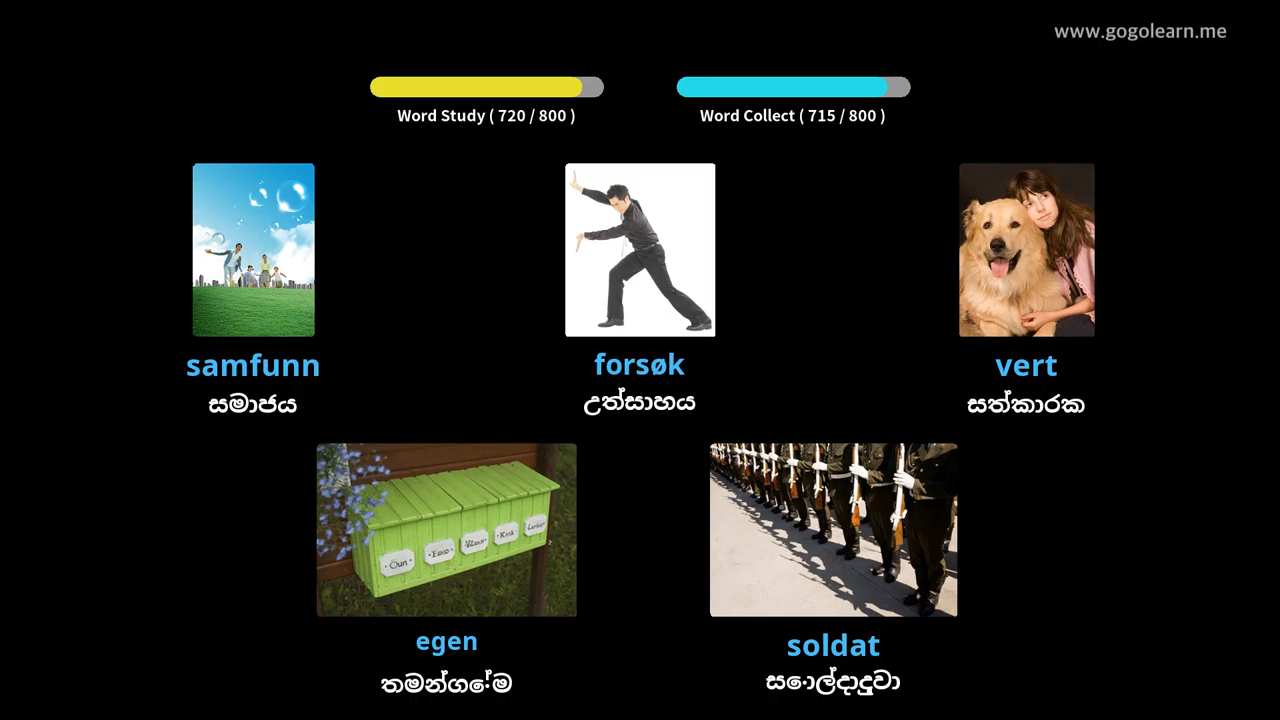 www.gogolearn.me
Word Study ( 720 / 800 )
Word Collect ( 715 / 800 )
samfunn
සමාජය
forsøk
උත්සාහය
vert
සත්කාරක
egen
තමන්ගේම
soldat
සොල්දාදුවා